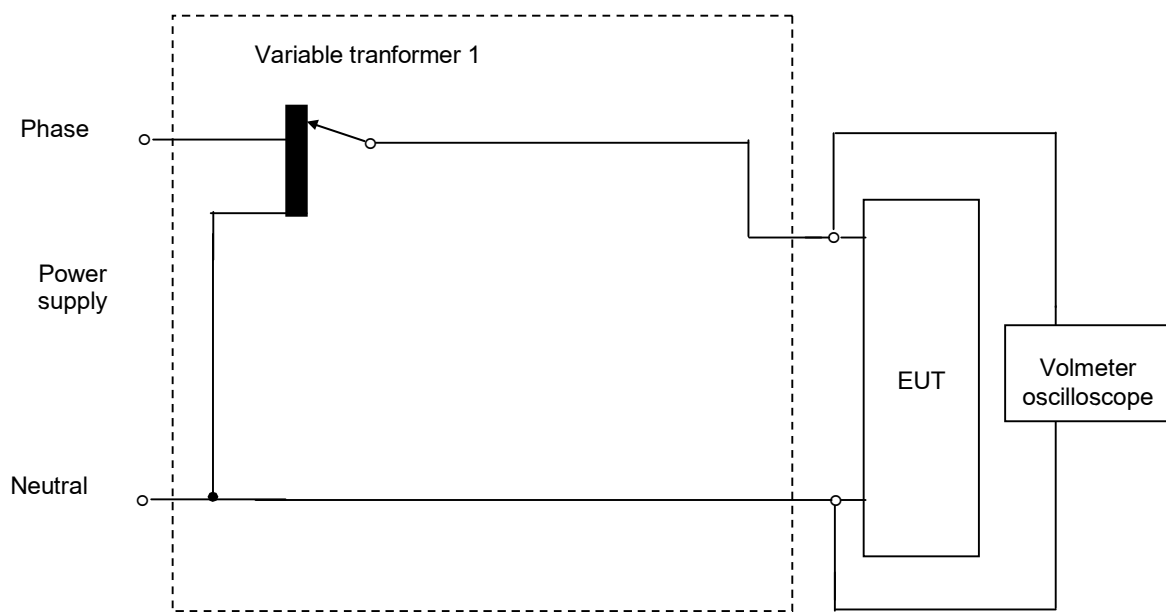 Variable tranformer 1
Phase
Power
supply
EUT
Volmeter
oscilloscope
Neutral